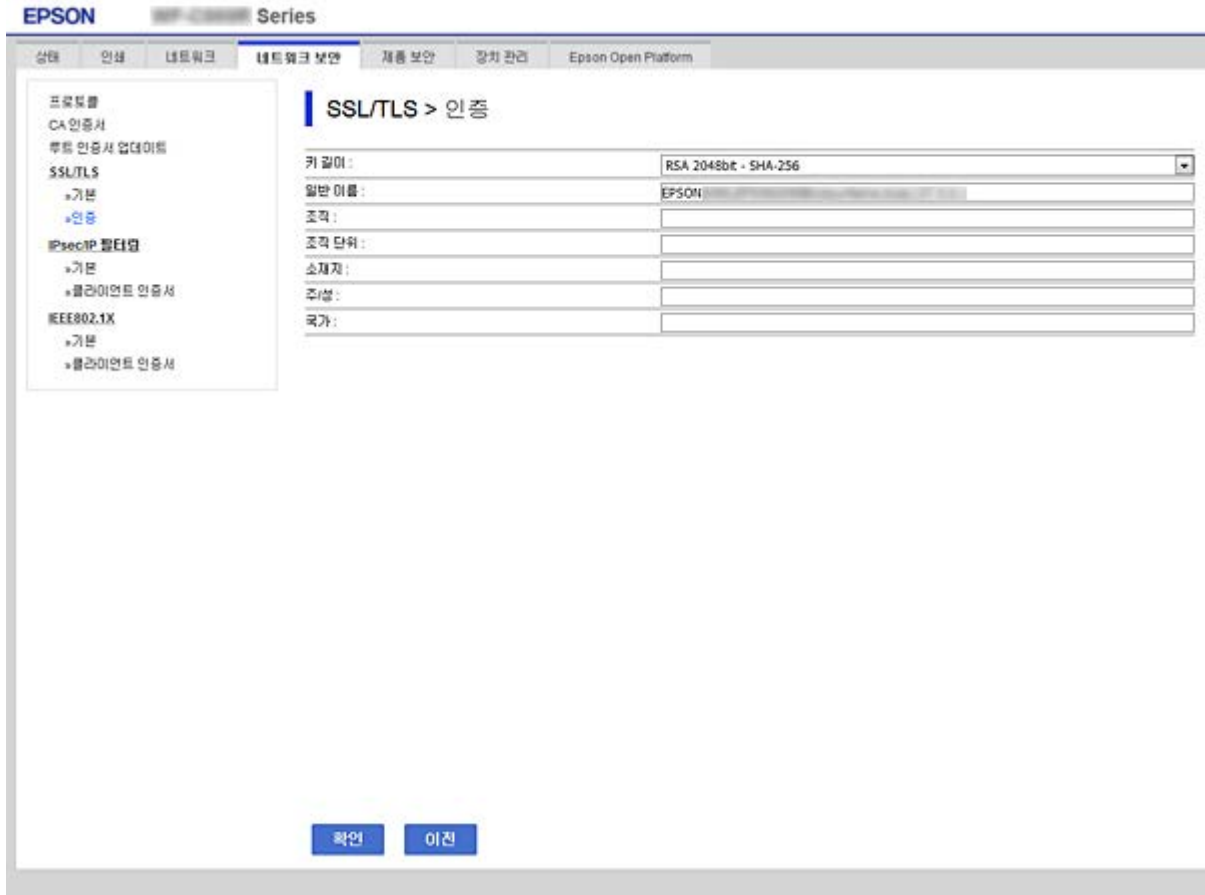 EPSON Series
상태 인쇄 네트워크 네트워크 보안 제품 보안 장치 관리 Epson Open Platform
프로토콜
CA 인증서
루트 인증서 업데이트
SSL/TLS
»기본
»인증
IPsec/IP 필터링
»기본
»클라이언트 인증서
IEEE802.1X
»기본
»클라이언트 인증서
SSL/TLS > 인증
키 길이 : RSA 2048bit - SHA-256
일반 이름 : EPSON
조직 :
조직 단위 :
소재지 :
주/성 :
국가 :
확인 이전